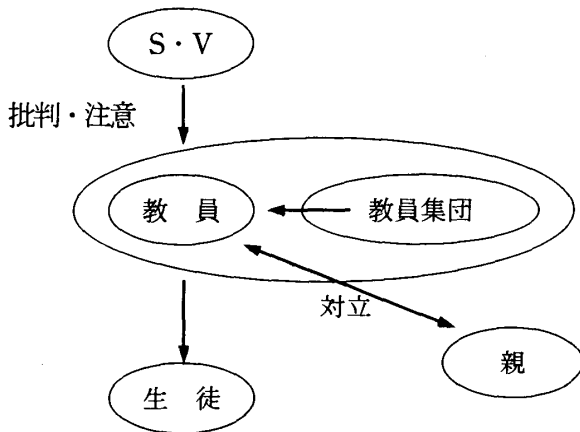 S・V
批判・注意
教 員
教員集団
対立
親
生 徒